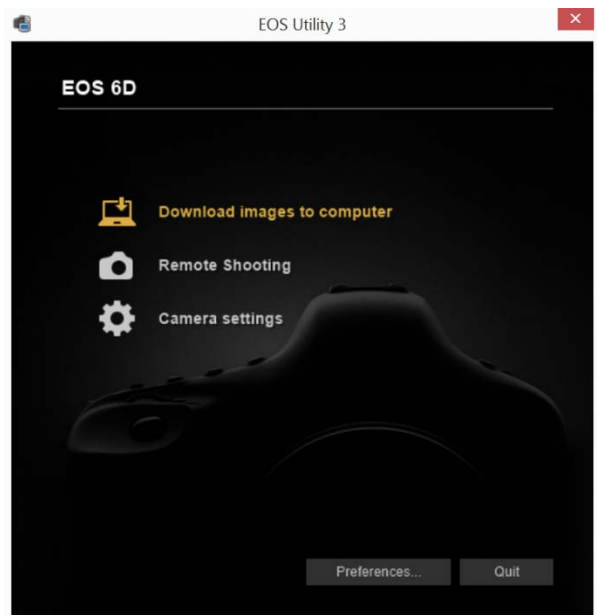 EOS Utility 3
EOS 6D
Download images to computer
Remote Shooting
Camera settings
Preferences... Quit